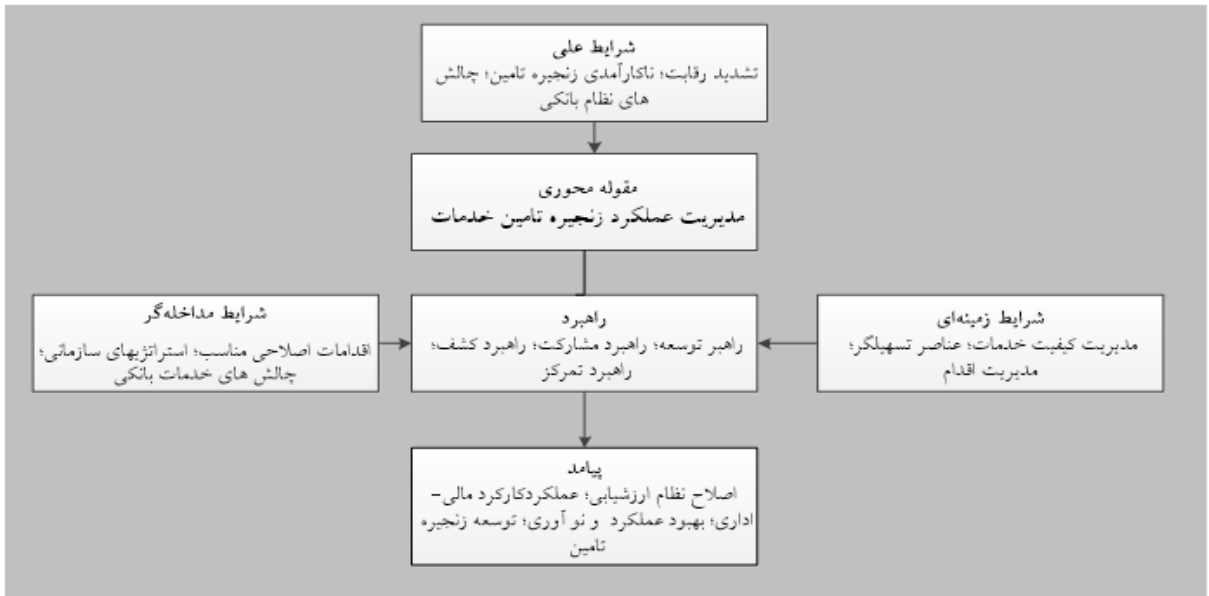 شرایط علی
تشدید رقابت؛ ناکارآمدی زنجیره تامین؛ چالش
های نظام بانکی
مقوله محوری
مدیریت عملکرد زنجیره تامین خدمات
شرایط زمینه‌ای
مدیریت کیفیت خدمات؛ عناصر تسهیلگر؛
مدیریت اقدام
راهبرد
راهبر توسعه؛ راهبرد مشارکت؛ راهبرد کشف؛
راهبرد تمرکز
شرایط مداخله‌گر
اقدامات اصلاحی مناسب؛ استراتژیهای سازمانی؛
چالش های خدمات بانکی
پیامد
اصلاح نظام ارزشیابی؛ عملکردکارکرد مالی-
اداری؛ بهبود عملکرد و نو آوری؛ توسعه زنجیره
تامین